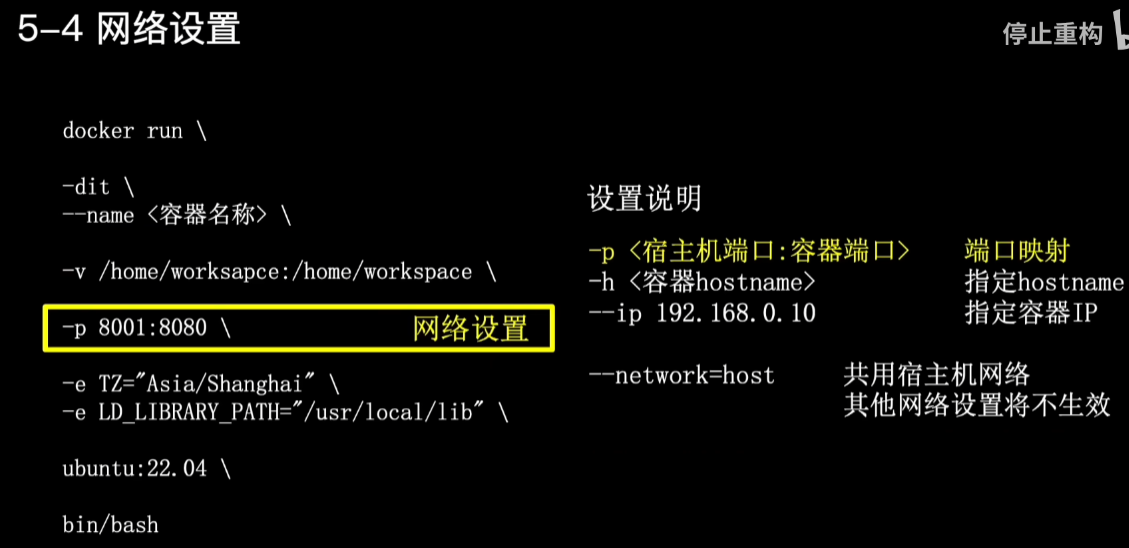 5-4 网络设置
停止重构
docker run \
-dit \
--name <容器名称> \
-v /home/worksapce:/home/workspace \
-p 8001:8080 \ 网络设置
-e TZ="Asia/Shanghai" \
-e LD_LIBRARY_PATH="/usr/local/lib" \
ubuntu:22.04 \
bin/bash
设置说明
-p <宿主机端口:容器端口> 端口映射
-h <容器hostname> 指定hostname
--ip 192.168.0.10 指定容器IP
--network=host 共用宿主机网络
其他网络设置将不生效